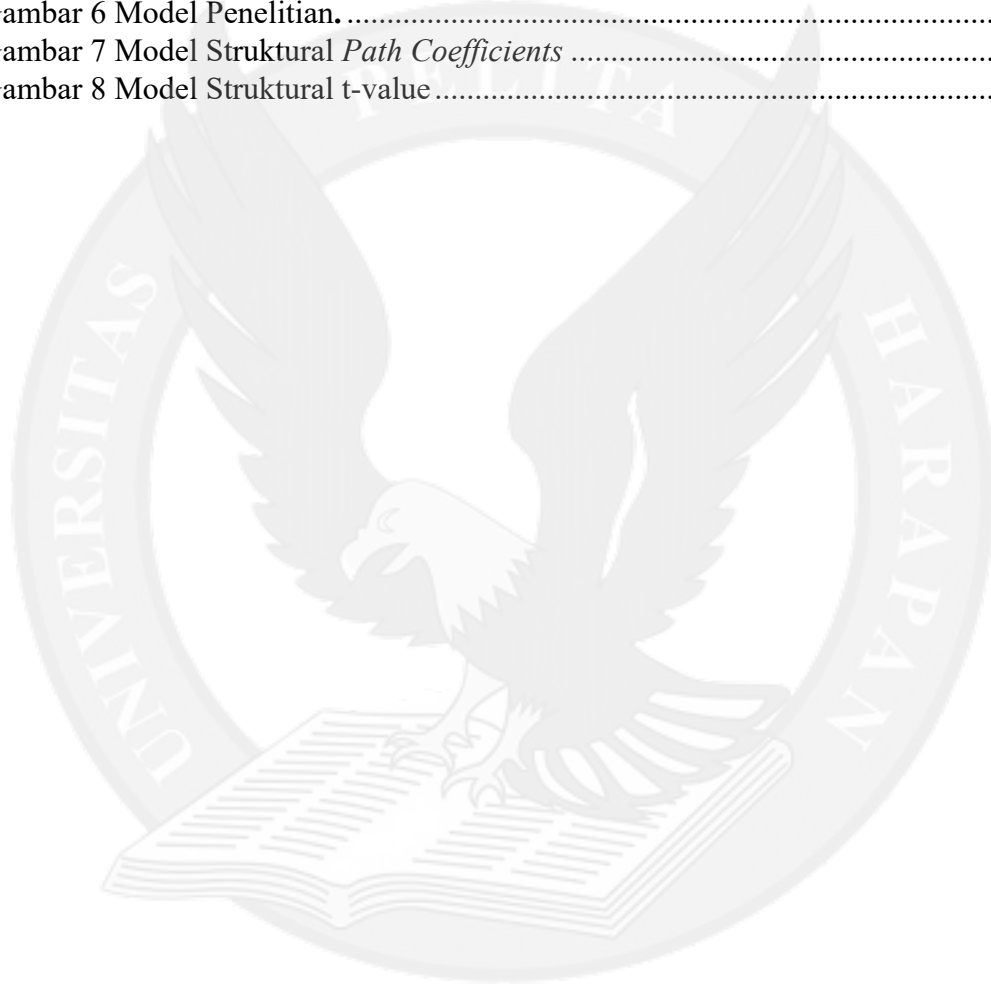 ambar 6 Model Penelitian.........................................................................................
ambar 7 Model Struktural Path Coefficients .........................................................
ambar 8 Model Struktural t-value..........................................................................
UNIVERSITAS PELITA HARAPAN